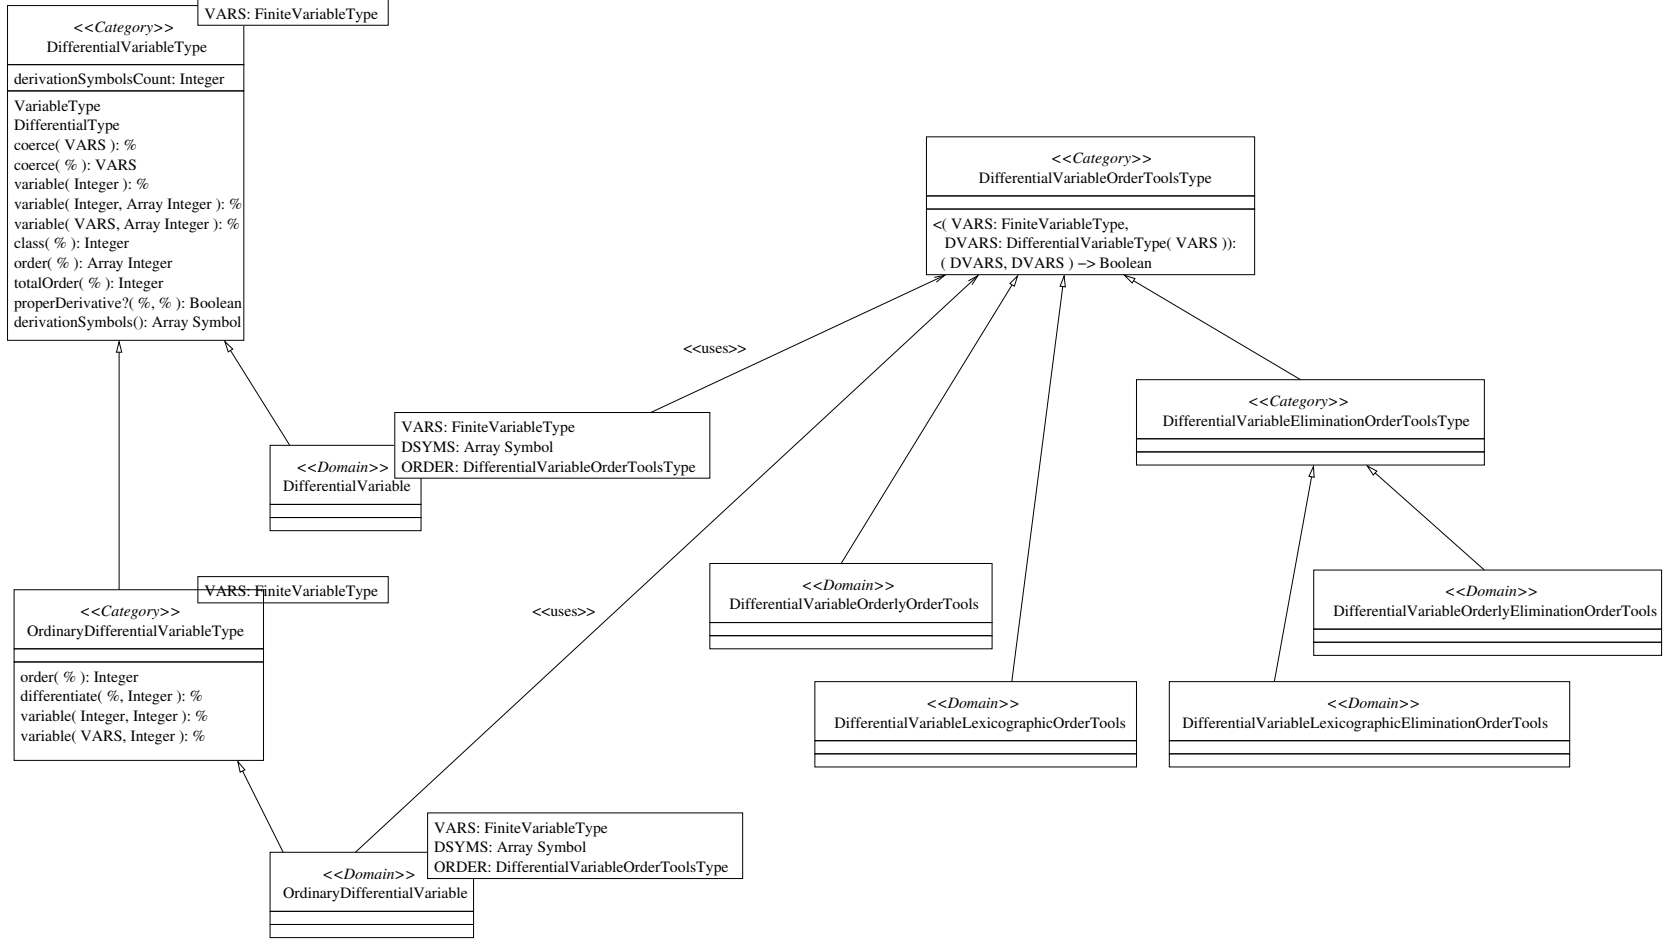 VARS: FiniteVariableType
<<Category>>
DifferentialVariableType
derivationSymbolsCount: Integer
VariableType
DifferentialType
coerce( VARS ): %
coerce( % ): VARS
variable( Integer ): %
variable( Integer, Array Integer ): %
variable( VARS, Array Integer ): %
class( % ): Integer
order( % ): Array Integer
totalOrder( % ): Integer
properDerivative?( %, % ): Boolean
derivationSymbols(): Array Symbol
<<Category>>
DifferentialVariableOrderToolsType
<( VARS: FiniteVariableType,
DVARS: DifferentialVariableType( VARS )):
( DVARS, DVARS ) −> Boolean
<<uses>>
VARS: FiniteVariableType
DSYMS: Array Symbol
ORDER: DifferentialVariableOrderToolsType
<<Domain>>
DifferentialVariable
<<Category>>
DifferentialVariableEliminationOrderToolsType
VARS: FiniteVariableType
<<Category>>
OrdinaryDifferentialVariableType
order( % ): Integer
differentiate( %, Integer ): %
variable( Integer, Integer ): %
variable( VARS, Integer ): %
<<uses>>
<<Domain>>
DifferentialVariableOrderlyOrderTools
<<Domain>>
DifferentialVariableOrderlyEliminationOrderTools
<<Domain>>
DifferentialVariableLexicographicOrderTools
<<Domain>>
DifferentialVariableLexicographicEliminationOrderTools
VARS: FiniteVariableType
DSYMS: Array Symbol
ORDER: DifferentialVariableOrderToolsType
<<Domain>>
OrdinaryDifferentialVariable